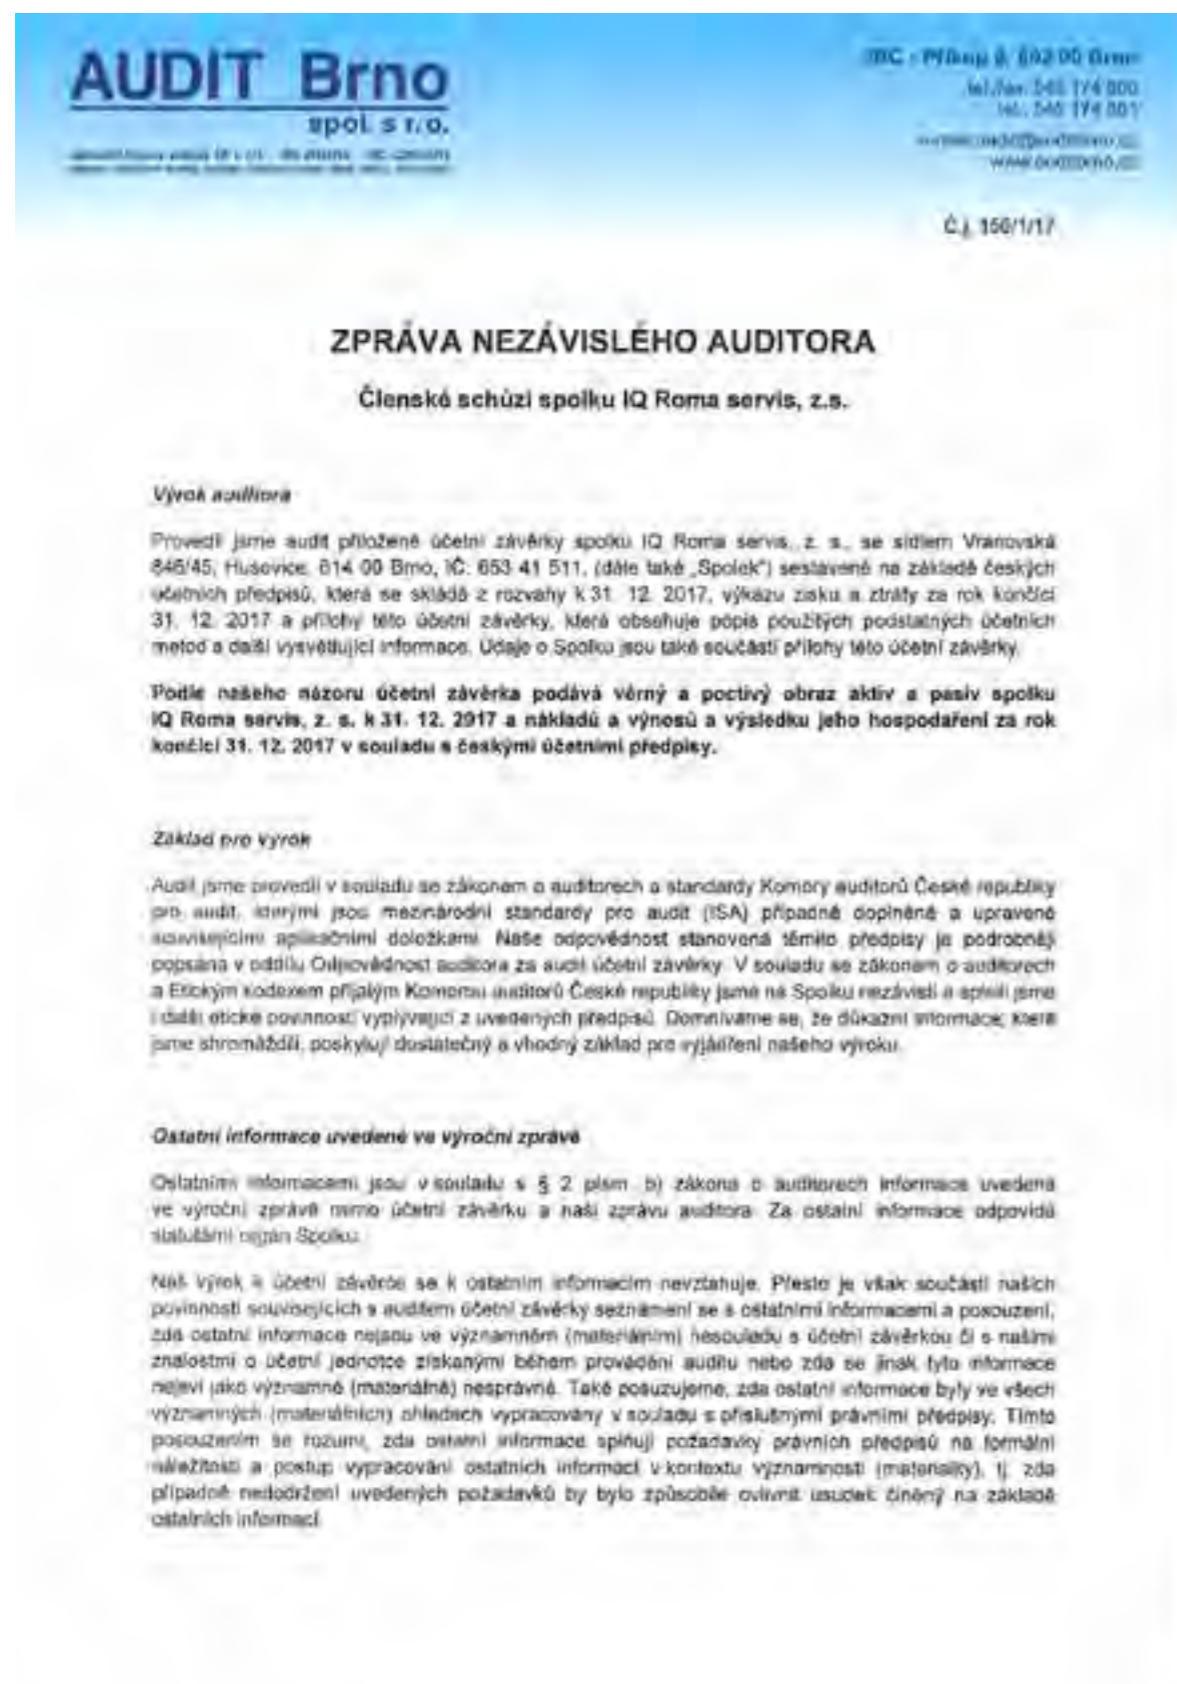 AUDIT Brno
spol. s r.o.
IBC - Příkop 6, 602 00 Brno
tel./fax: 545 174 000
tel.: 545 174 001
Č.j. 156/1/17
ZPRÁVA NEZÁVISLÉHO AUDITORA
Členské schůzi spolku IQ Roma servis, z.s.
Výrok auditora
Provedli jsme audit přiložené účetní závěrky spolku IQ Roma servis, z. s., se sídlem Vranovská
846/45, Husovice, 614 00 Brno, IČ: 653 41 511, (dále také „Spolek") sestavené na základě českých
účetních předpisů, která se skládá z rozvahy k 31. 12. 2017, výkazu zisku a ztráty za rok končící
31. 12. 2017 a přílohy této účetní závěrky, která obsahuje popis použitých podstatných účetních
metod a další vysvětlující informace. Údaje o Spolku jsou také součástí přílohy této účetní závěrky.
Podle našeho názoru účetní závěrka podává věrný a poctivý obraz aktiv a pasiv spolku
IQ Roma servis, z. s. k 31. 12. 2017 a nákladů a výnosů a výsledku jeho hospodaření za rok
končící 31. 12. 2017 v souladu s českými účetními předpisy.
Základ pro výrok
Audit jsme provedli v souladu se zákonem o auditorech a standardy Komory auditorů České republiky
pro audit, kterými jsou mezinárodní standardy pro audit (ISA) případně doplněné a upravené
souvisejícími aplikačními doložkami. Naše odpovědnost stanovená těmito předpisy je podrobněji
popsána v oddílu Odpovědnost auditora za audit účetní závěrky. V souladu se zákonem o auditorech
a Etickým kodexem přijatým Komorou auditorů České republiky jsme na Spolku nezávislí a splnili jsme
i další etické povinnosti vyplývající z uvedených předpisů. Domníváme se, že důkazní informace, které
jsme shromáždili, poskytují dostatečný a vhodný základ pro vyjádření našeho výroku.
Ostatní informace uvedené ve výroční zprávě
Ostatními informacemi jsou v souladu s § 2 písm. b) zákona o auditorech informace uvedené
ve výroční zprávě mimo účetní závěrku a naši zprávu auditora. Za ostatní informace odpovídá
statutární orgán Spolku.
Náš výrok k účetní závěrce se k ostatním informacím nevztahuje. Přesto je však součástí našich
povinností souvisejících s auditem účetní závěrky seznámení se s ostatními informacemi a posouzení,
zda ostatní informace nejsou ve významném (materiálním) nesouladu s účetní závěrkou či s našimi
znalostmi o účetní jednotce získanými během provádění auditu nebo zda se jinak tyto informace
nejeví jako významně (materiálně) nesprávné. Také posuzujeme, zda ostatní informace byly ve všech
významných (materiálních) ohledech vypracovány v souladu s příslušnými právními předpisy. Tímto
posouzením se rozumí, zda ostatní informace splňují požadavky právních předpisů na formální
náležitosti a postup vypracování ostatních informací v kontextu významnosti (materiality), tj. zda
případné nedodržení uvedených požadavků by bylo způsobilé ovlivnit úsudek činěný na základě
ostatních informací.